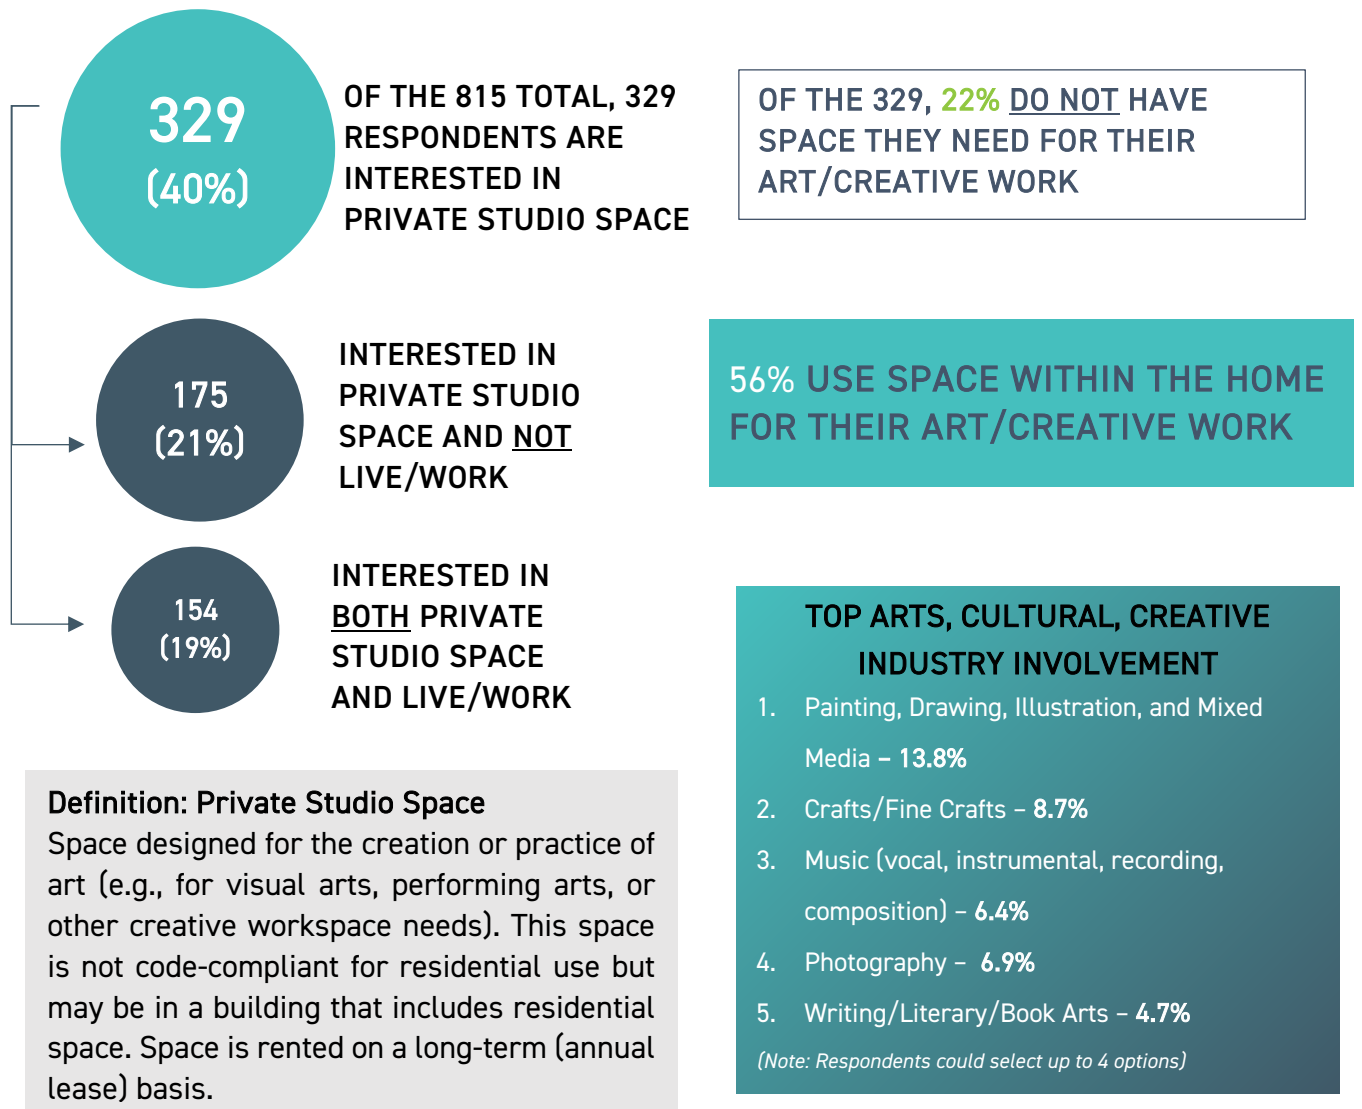 329
(40%)
OF THE 815 TOTAL, 329
RESPONDENTS ARE
INTERESTED IN
PRIVATE STUDIO SPACE
OF THE 329, 22% DO NOT HAVE
SPACE THEY NEED FOR THEIR
ART/CREATIVE WORK
175
(21%)
INTERESTED IN
PRIVATE STUDIO
SPACE AND NOT
LIVE/WORK
56% USE SPACE WITHIN THE HOME
FOR THEIR ART/CREATIVE WORK
154
(19%)
INTERESTED IN
BOTH PRIVATE
STUDIO SPACE
AND LIVE/WORK
Definition: Private Studio Space
Space designed for the creation or practice of
art (e.g., for visual arts, performing arts, or
other creative workspace needs). This space
is not code-compliant for residential use but
may be in a building that includes residential
space. Space is rented on a long-term (annual
lease) basis.
TOP ARTS, CULTURAL, CREATIVE
INDUSTRY INVOLVEMENT
1. Painting, Drawing, Illustration, and Mixed
Media – 13.8%
2. Crafts/Fine Crafts – 8.7%
3. Music (vocal, instrumental, recording,
composition) – 6.4%
4. Photography – 6.9%
5. Writing/Literary/Book Arts – 4.7%
(Note: Respondents could select up to 4 options)